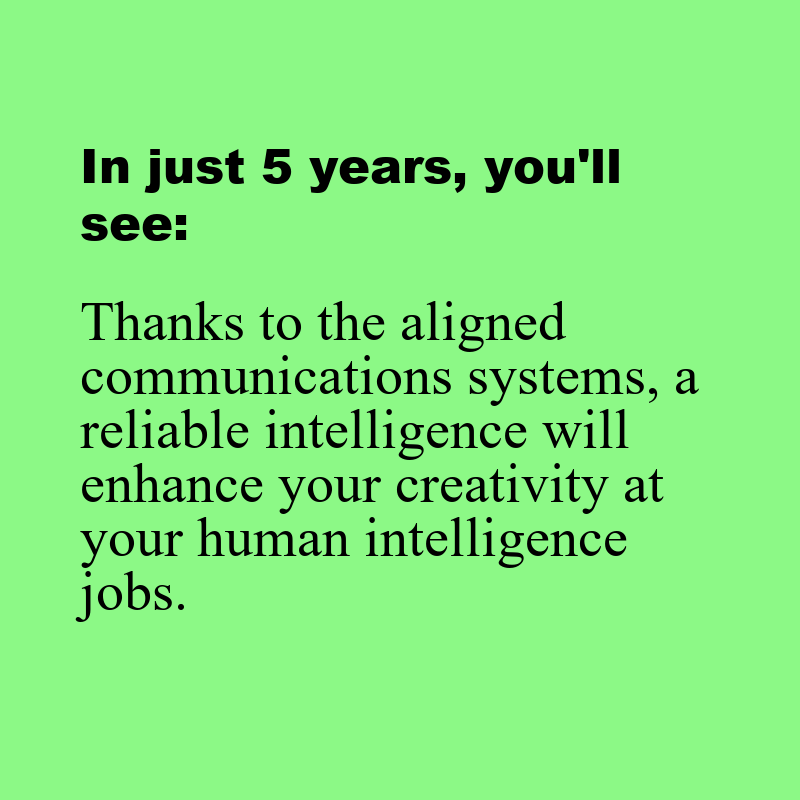 In just 5 years, you'll
see:
Thanks to the aligned
communications systems, a
reliable intelligence will
enhance your creativity at
your human intelligence
jobs.